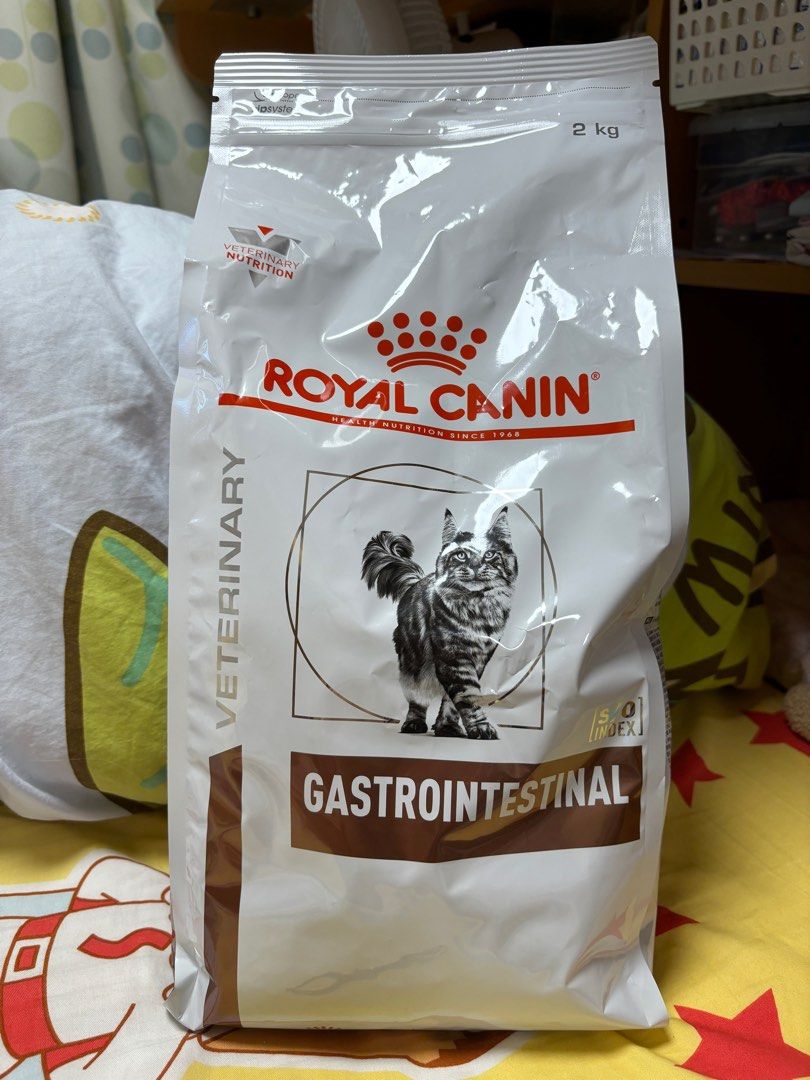 2 kg
VETERINARY
NUTRITION
ROYAL CANIN®
HEALTH NUTRITION SINCE 1968
VETERINARY
S/O
INDEX
GASTROINTESTINAL